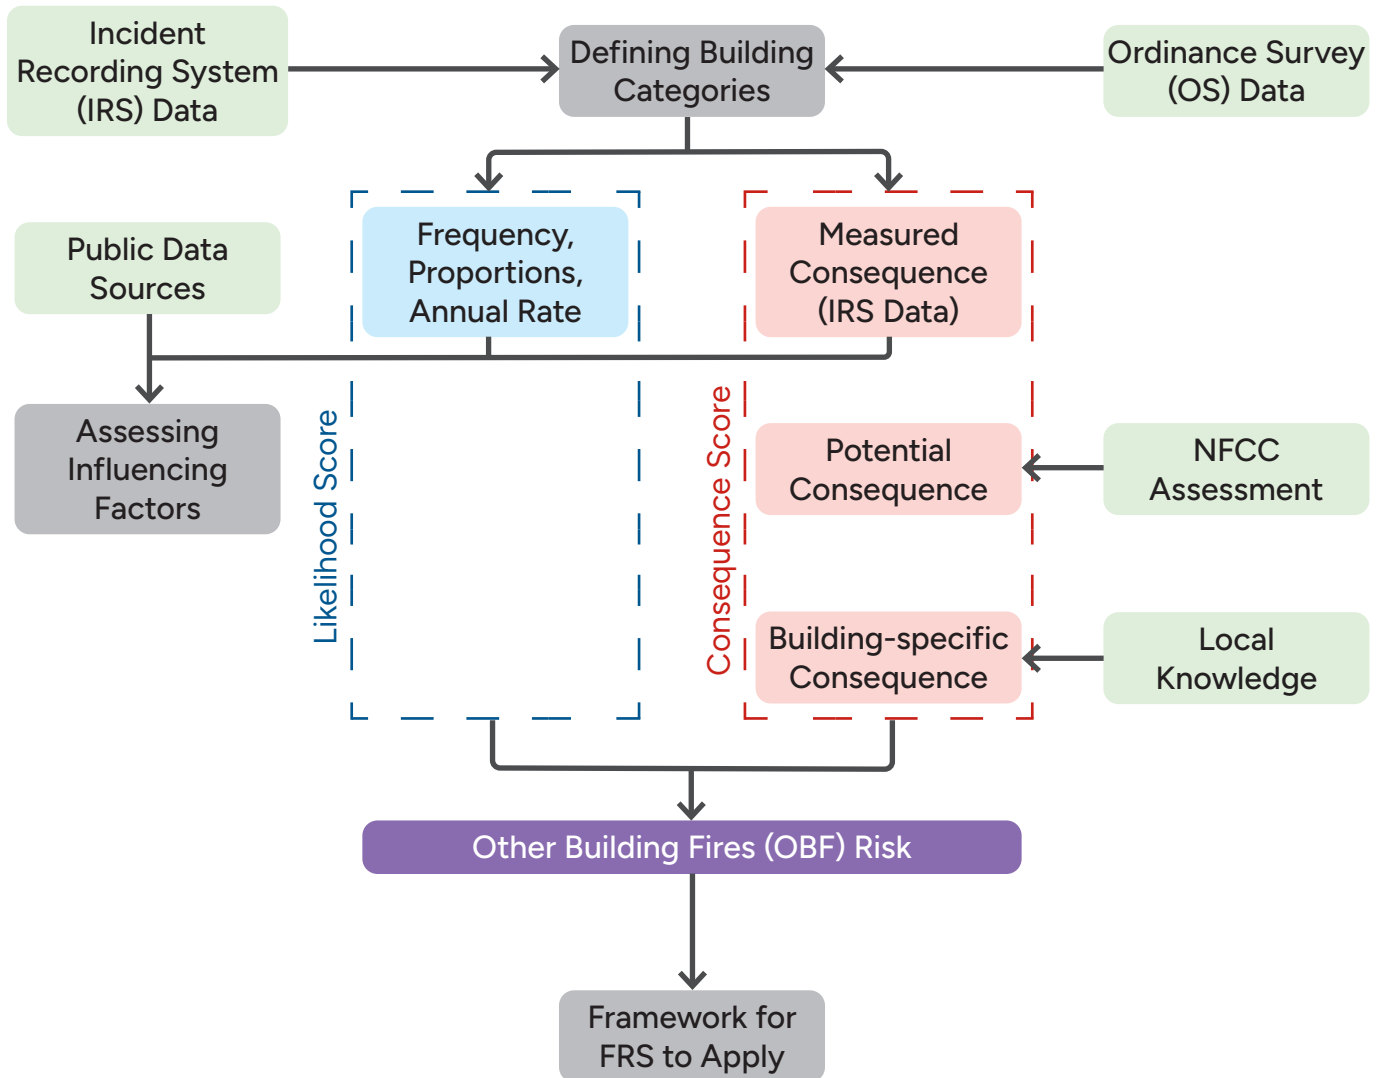 Incident
Recording System
(IRS) Data
Defining Building
Categories
Ordinance Survey
(OS) Data
Public Data
Sources
Frequency,
Proportions,
Annual Rate
Measured
Consequence
(IRS Data)
Assessing
Influencing
Factors
Likelihood Score
Consequence Score
Potential
Consequence
NFCC
Assessment
Building-specific
Consequence
Local
Knowledge
Other Building Fires (OBF) Risk
Framework for
FRS to Apply